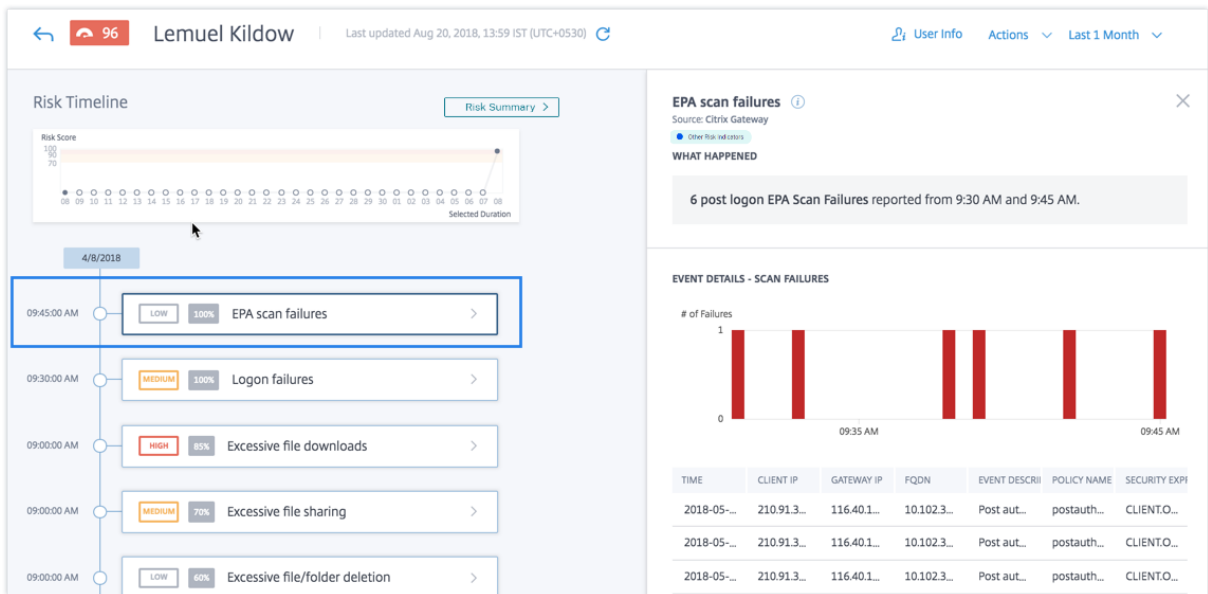 96 Lemuel Kildow Last updated Aug 20, 2018, 13:59 IST (UTC+0530) User Info Actions Last 1 Month
Risk Timeline
Risk Summary >
Risk Score
100
90
70
08 09 10 11 12 13 14 15 16 17 18 19 20 21 22 23 24 25 26 27 28 29 30 01 02 03 04 05 06 07 08
Selected Duration
4/8/2018
09:45:00 AM LOW 100% EPA scan failures
09:30:00 AM MEDIUM 100% Logon failures
09:00:00 AM HIGH 85% Excessive file downloads
09:00:00 AM MEDIUM 70% Excessive file sharing
09:00:00 AM LOW 60% Excessive file/folder deletion
EPA scan failures
Source: Citrix Gateway
Other Risk Indicators
WHAT HAPPENED
6 post logon EPA Scan Failures reported from 9:30 AM and 9:45 AM.
EVENT DETAILS - SCAN FAILURES
# of Failures
1
0
09:35 AM 09:45 AM
TIME CLIENT IP GATEWAY IP FQDN EVENT DESCRI POLICY NAME SECURITY EXPR
2018-05-... 210.91.3... 116.40.1... 10.102.3... Post aut... postauth... CLIENT.O...
2018-05-... 210.91.3... 116.40.1... 10.102.3... Post aut... postauth... CLIENT.O...
2018-05-... 210.91.3... 116.40.1... 10.102.3... Post aut... postauth... CLIENT.O...